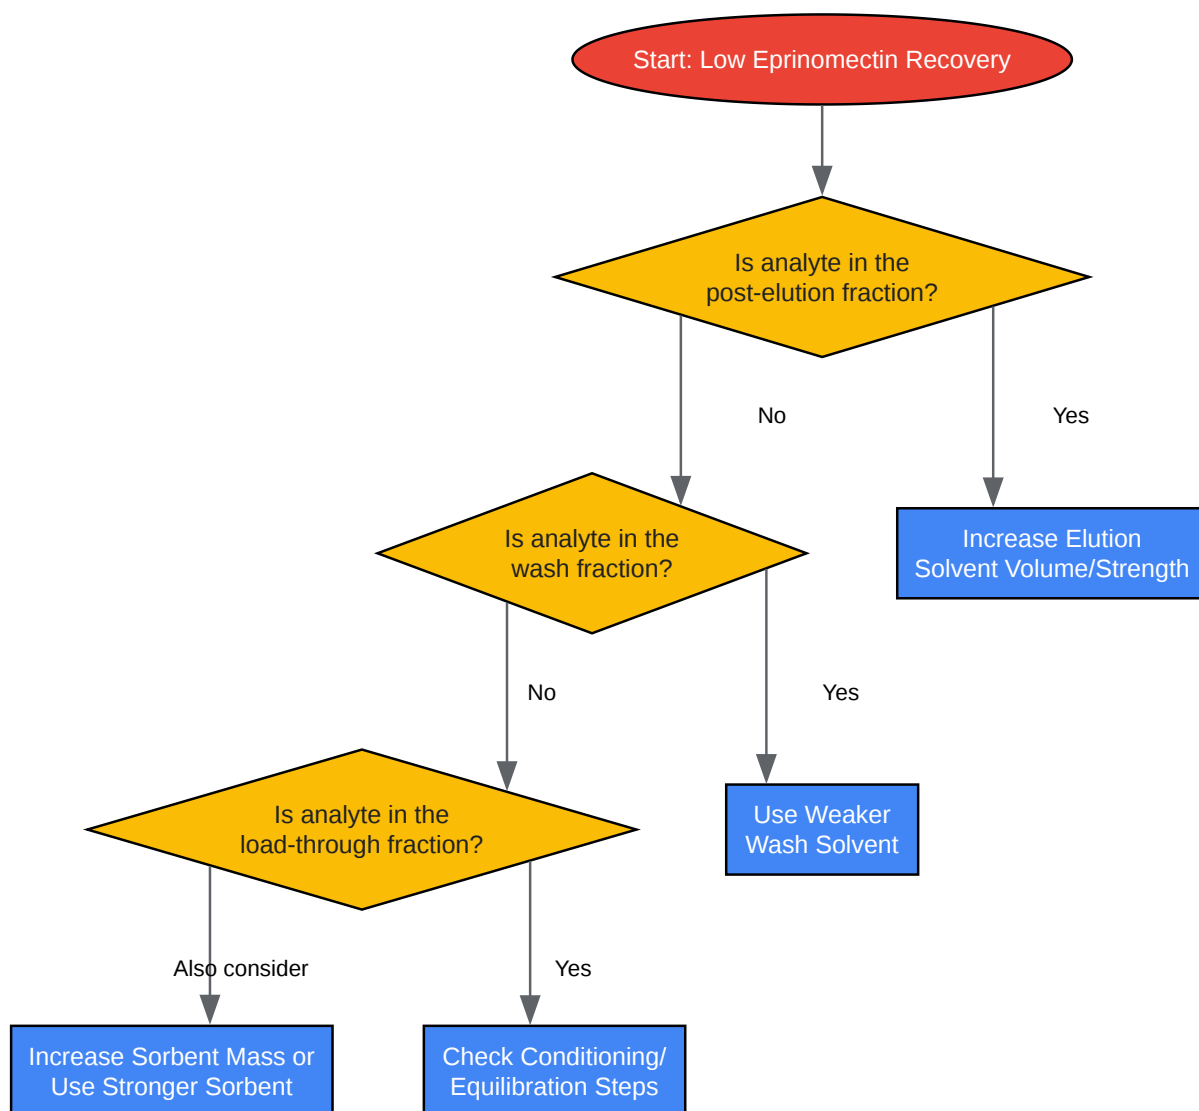 Start: Low Eprinomectin Recovery
Is analyte in the
post-elution fraction?
No
Yes
Is analyte in the
wash fraction?
Increase Elution
Solvent Volume/Strength
No
Yes
Is analyte in the
load-through fraction?
Use Weaker
Wash Solvent
Also consider
Yes
Increase Sorbent Mass or
Use Stronger Sorbent
Check Conditioning/
Equilibration Steps